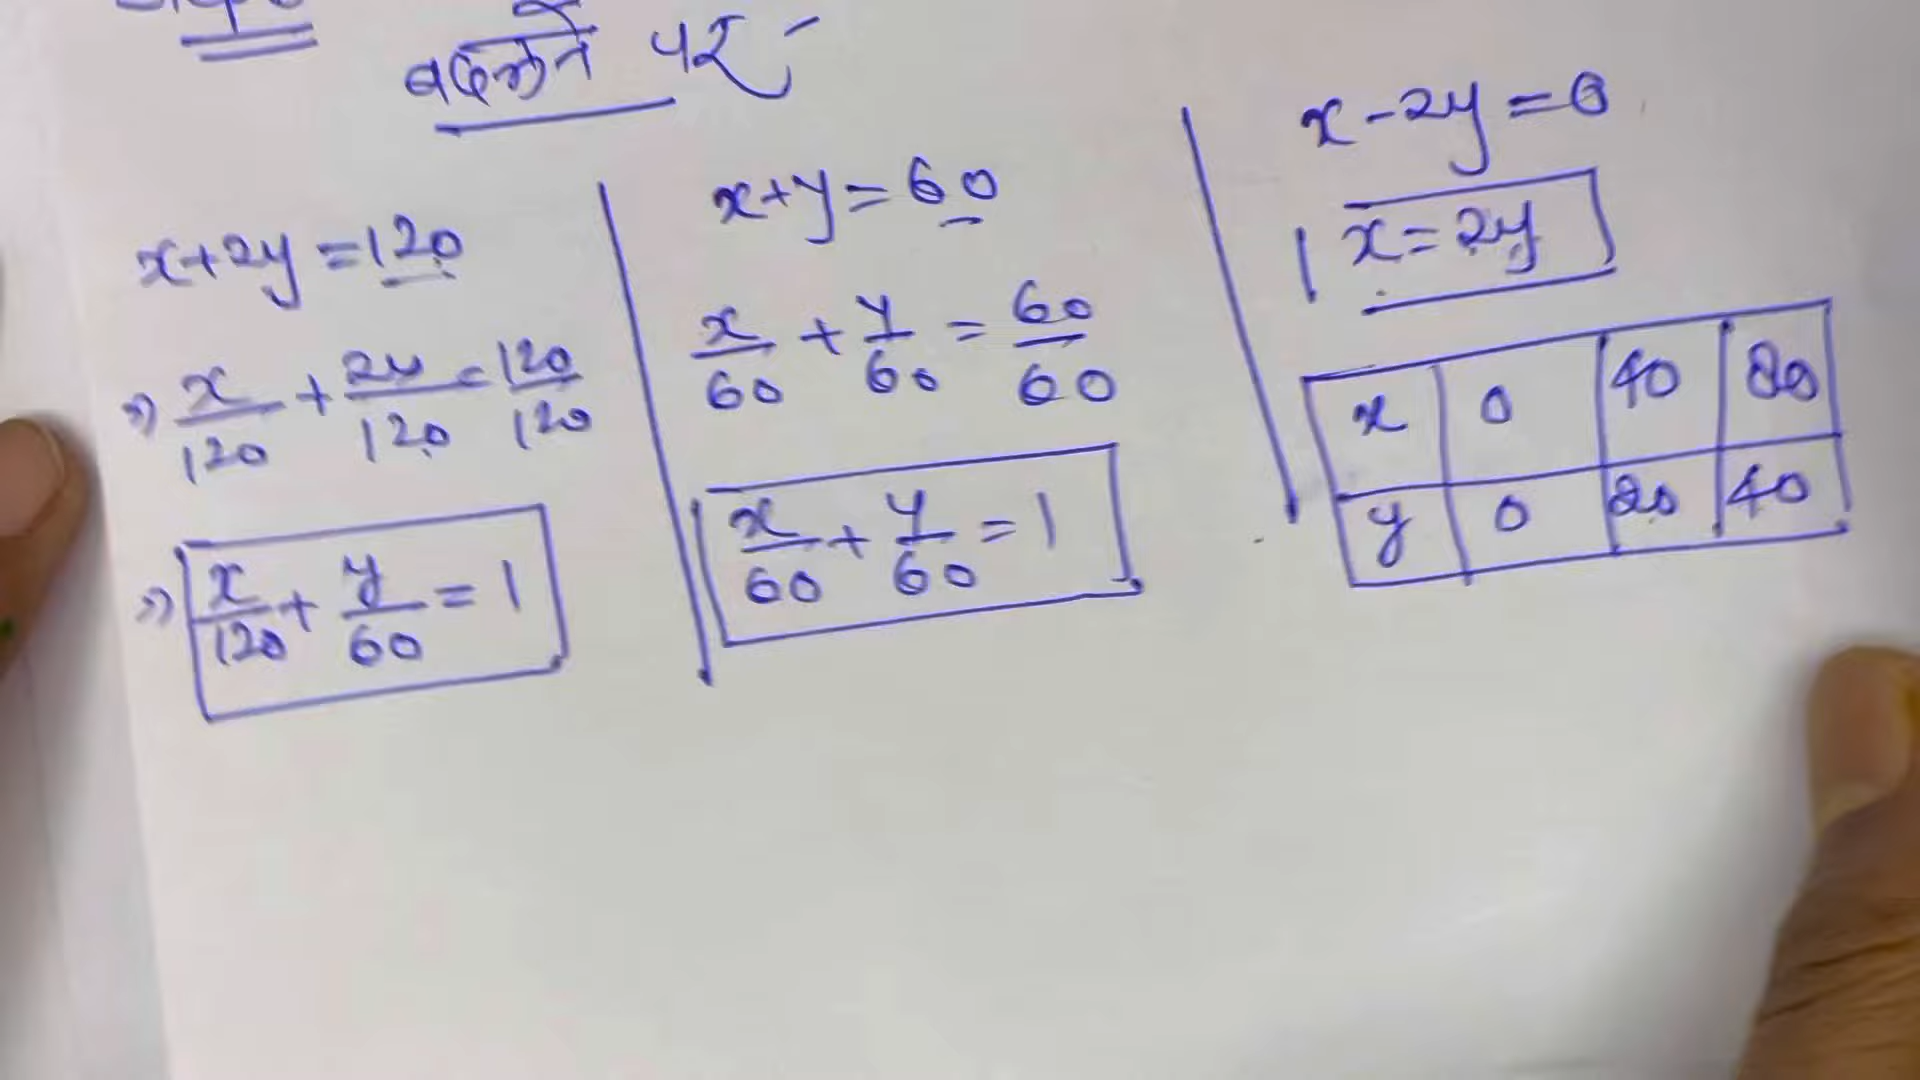 बदलने पर -
x+2y=120
⇒ x/120 + 2y/120 = 120/120
⇒ x/120 + y/60 = 1
x+y=60
x/60 + y/60 = 60/60
x/60 + y/60 = 1
x-2y=0
x=2y
x 0 40 80
y 0 20 40